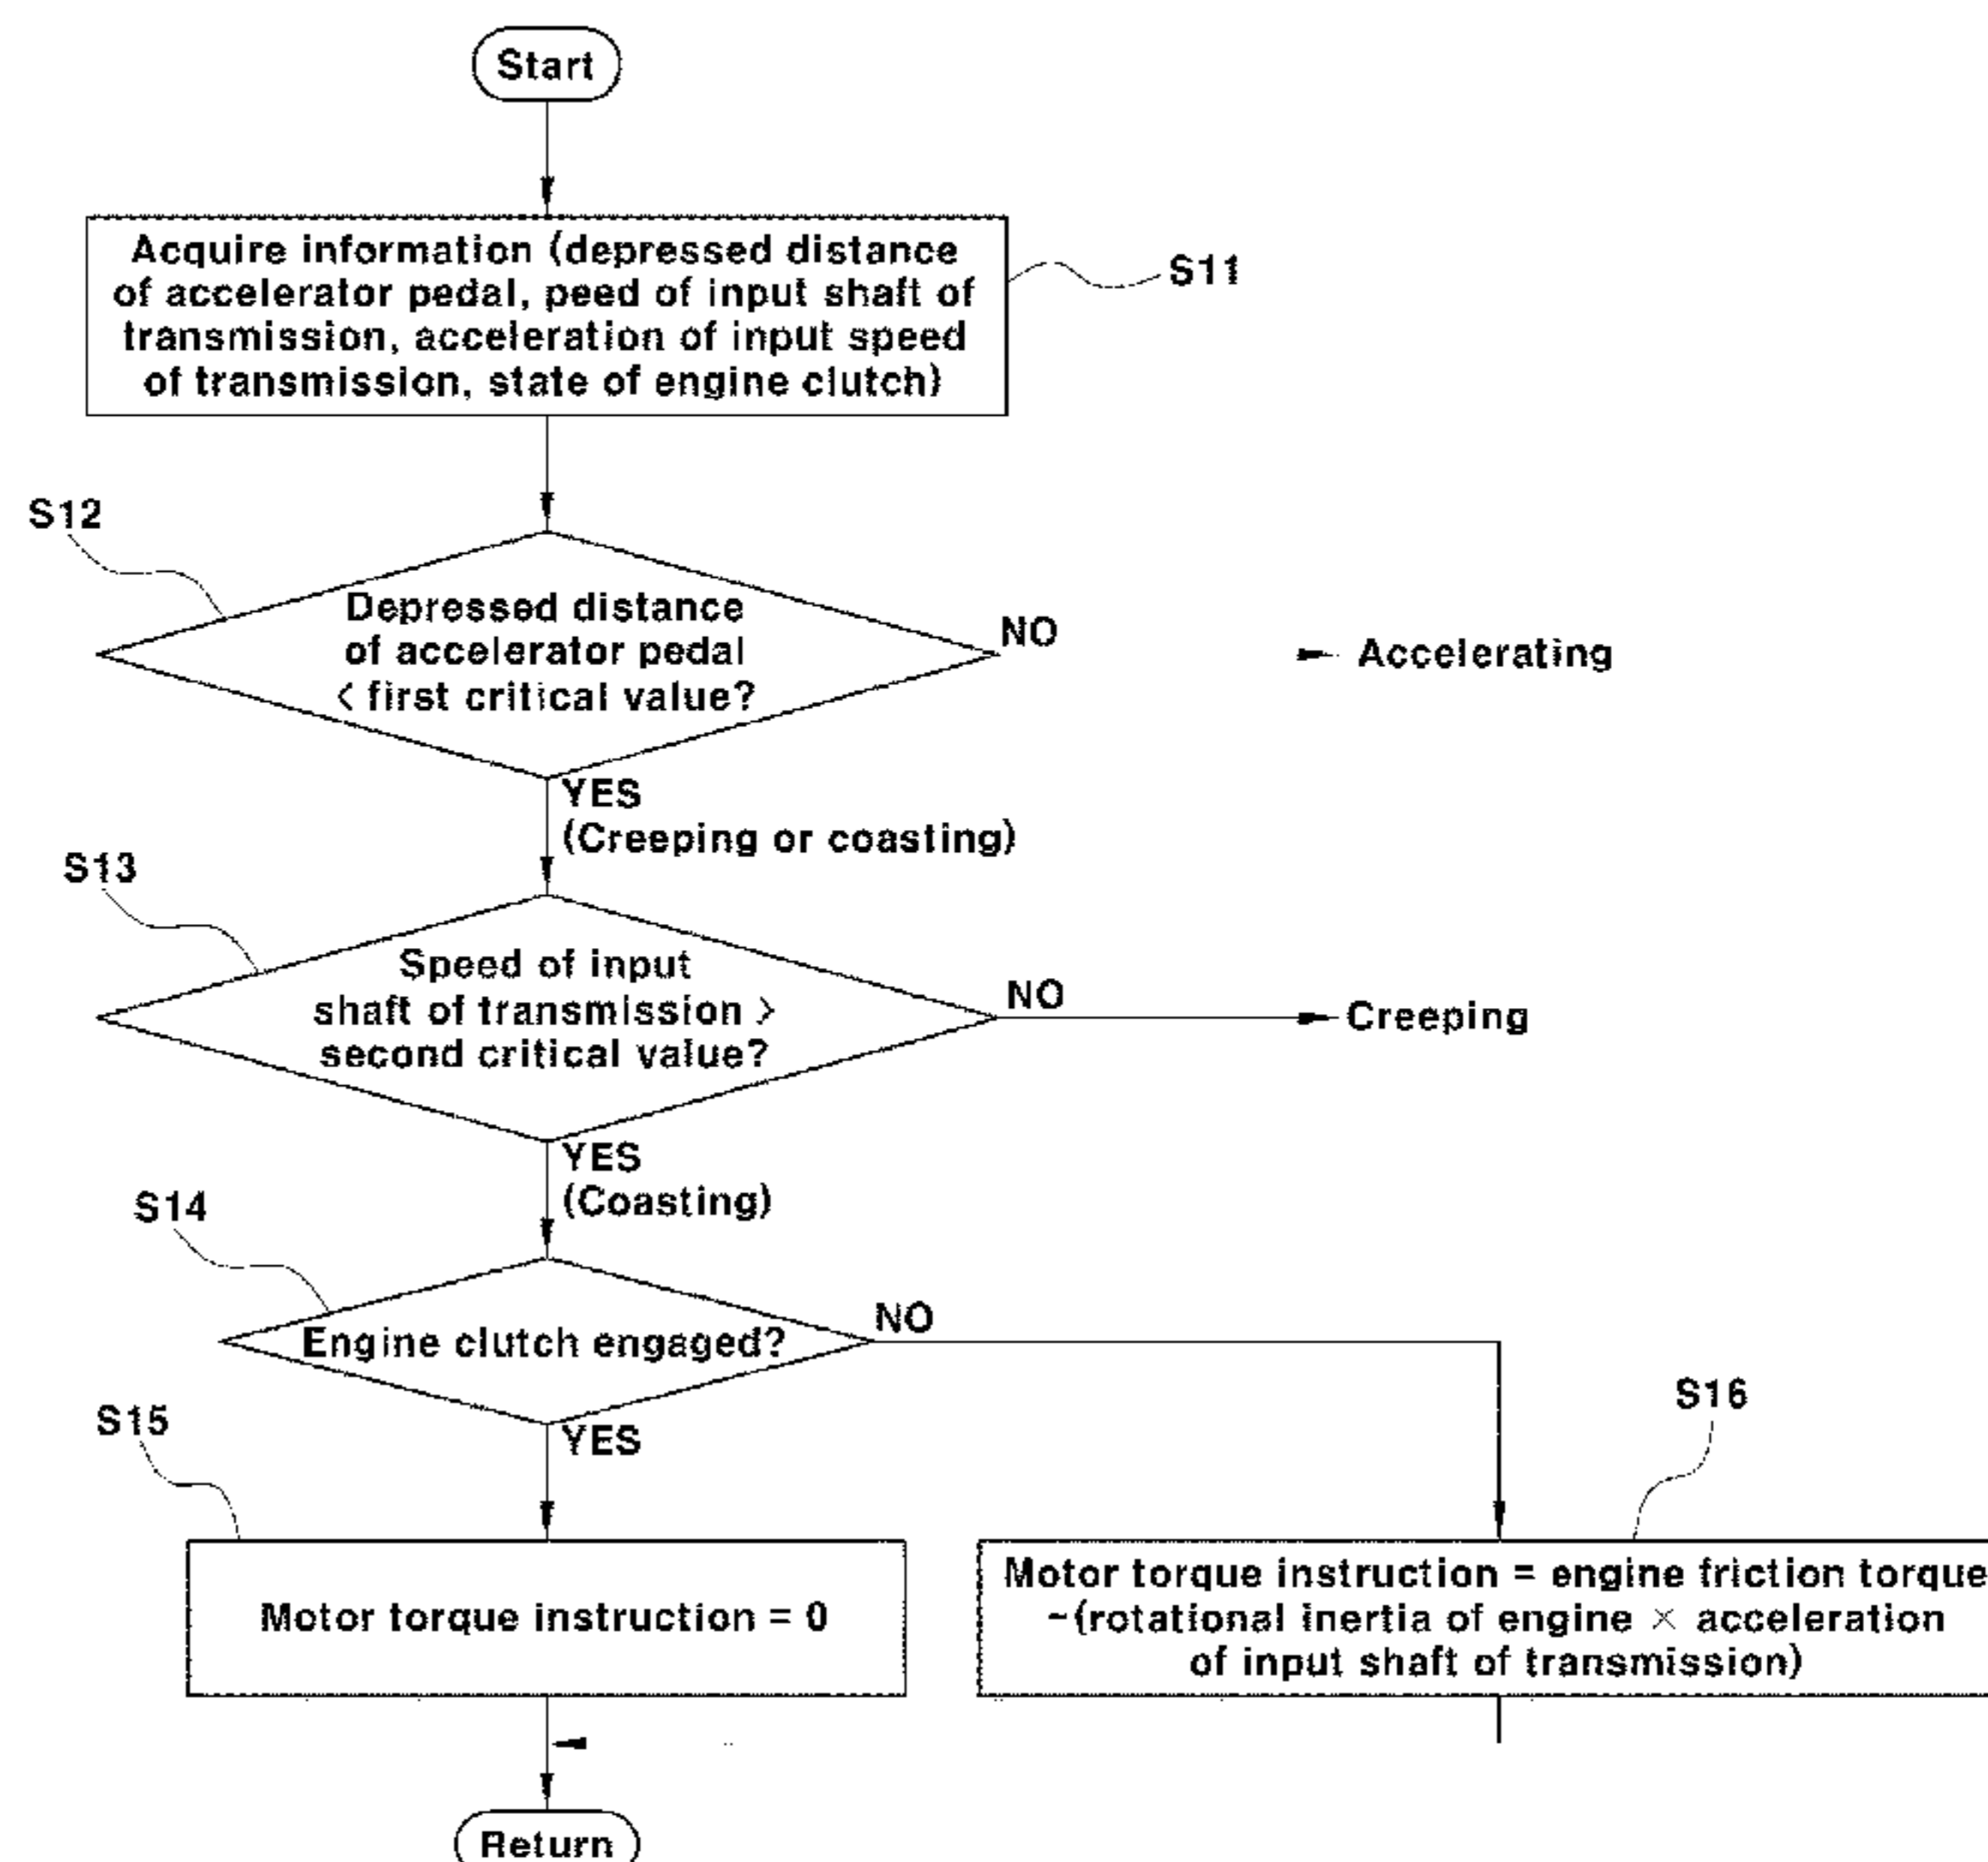 Start
Acquire information (depressed distance
of accelerator pedal, peed of input shaft of
transmission, acceleration of input speed
of transmission, state of engine clutch)
S11
S12
Depressed distance
of accelerator pedal
< first critical value?
NO
Accelerating
YES
(Creeping or coasting)
S13
Speed of input
shaft of transmission >
second critical value?
NO
Creeping
YES
(Coasting)
S14
Engine clutch engaged?
NO
YES
S15
Motor torque instruction = 0
S16
Motor torque instruction = engine friction torque
-(rotational inertia of engine × acceleration
of input shaft of transmission)
Return